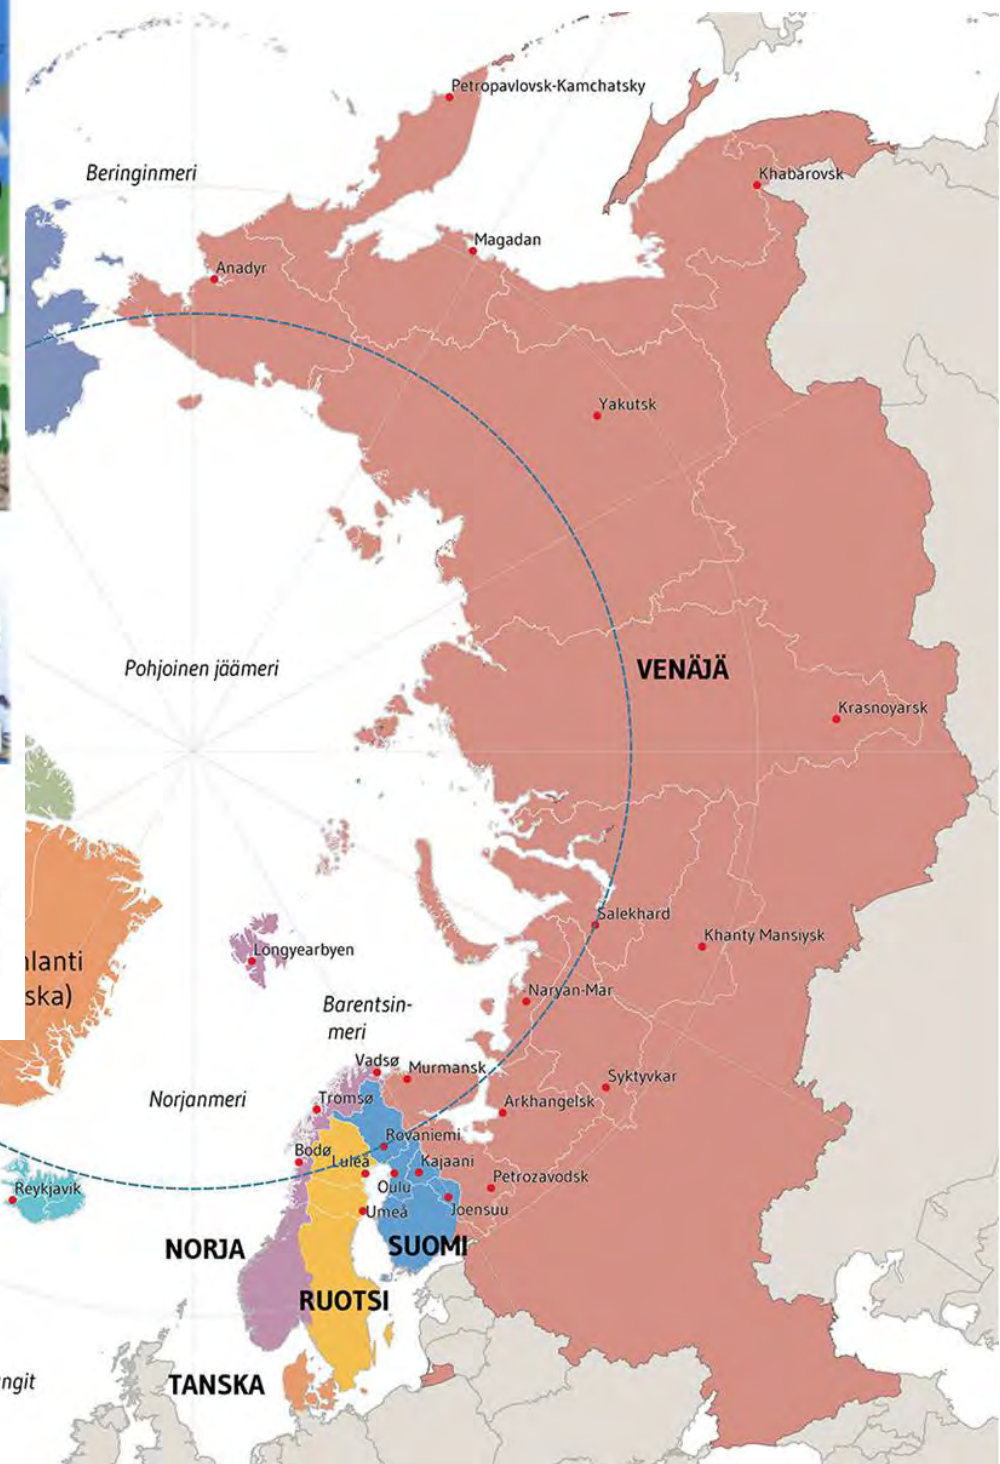 Petropavlovsk-Kamchatsky
Beringinmeri
Khabarovsk
Magadan
Anadyr
Yakutsk
Pohjoinen jäämeri
VENÄJÄ
Krasnoyarsk
Salekhard
Khanty Mansiysk
Longyearbyen
Naryan-Mar
Barentsin-
meri
Vadsø
Murmansk
Syktyvkar
Norjanmeri
Tromsø
Arkhangelsk
Rovaniemi
Bodø
Luleå
Kajaani
Petrozavodsk
Reykjavik
Oulu
Umeå
Joensuu
NORJA
SUOMI
RUOTSI
TANSKA